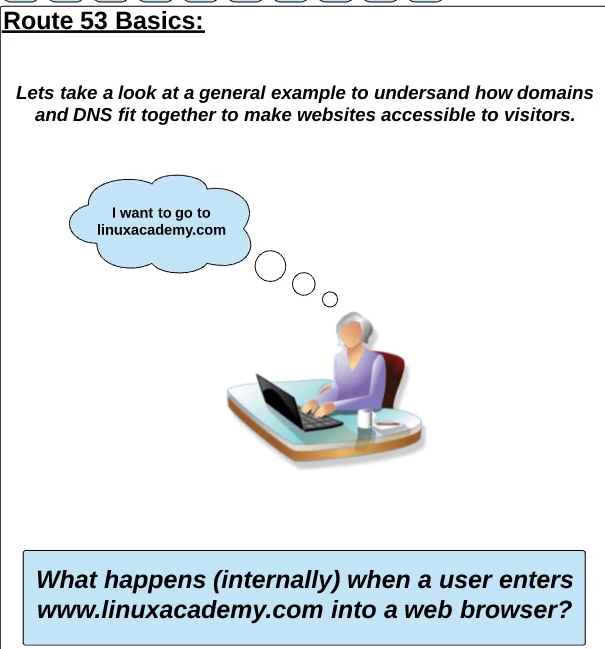 Route 53 Basics:
Lets take a look at a general example to undersand how domains
and DNS fit together to make websites accessible to visitors.
I want to go to
linuxacademy.com
What happens (internally) when a user enters
www.linuxacademy.com into a web browser?